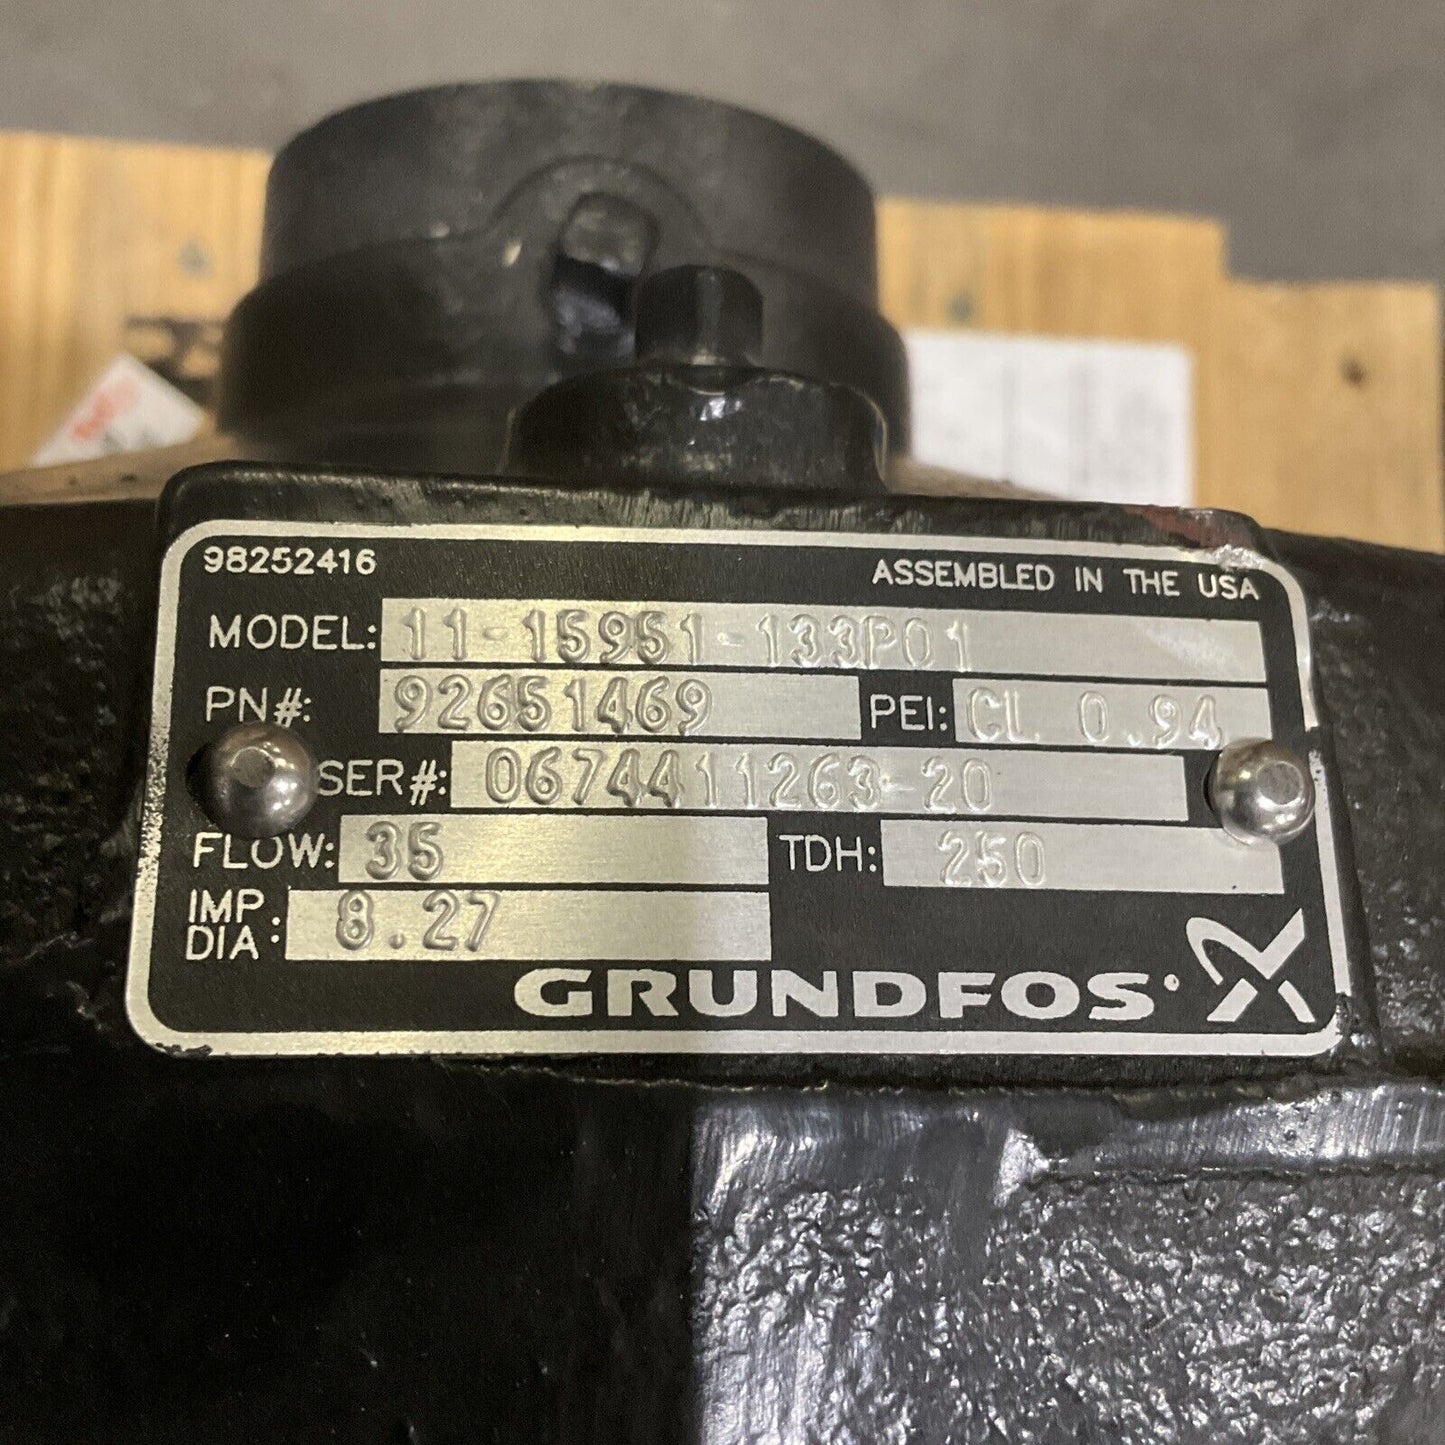 98252416 ASSEMBLED IN THE USA
MODEL: 11-15951-133P01
PN#: 92651469 PEI: CL 0.94
SER#: 0674411263-20
FLOW: 35 TDH: 250
IMP DIA: 8.27
GRUNDFOS